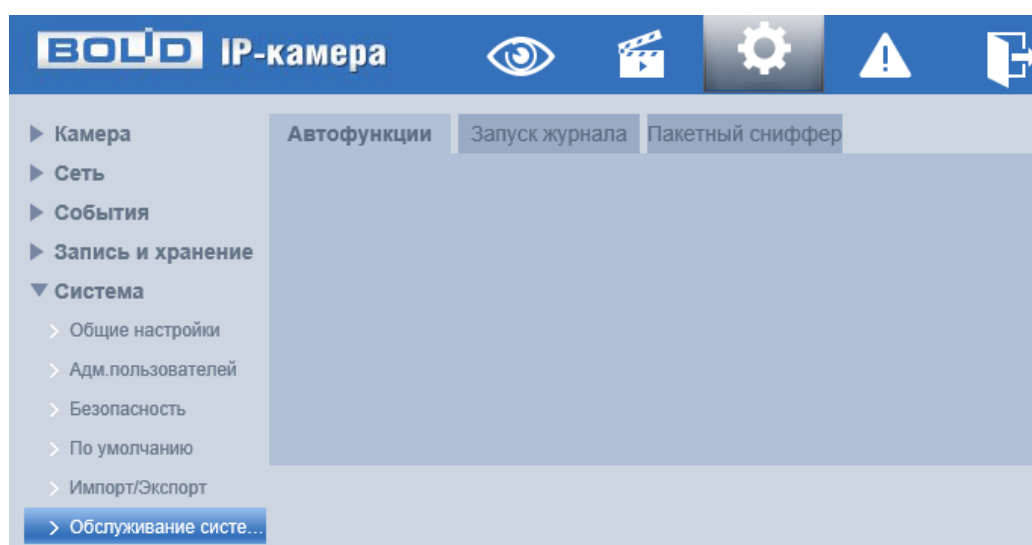 BOLID IP-камера
Камера
Сеть
События
Запись и хранение
Система
Общие настройки
Адм.пользователей
Безопасность
По умолчанию
Импорт/Экспорт
Обслуживание систе...
Автофункции Запуск журнала Пакетный сниффер